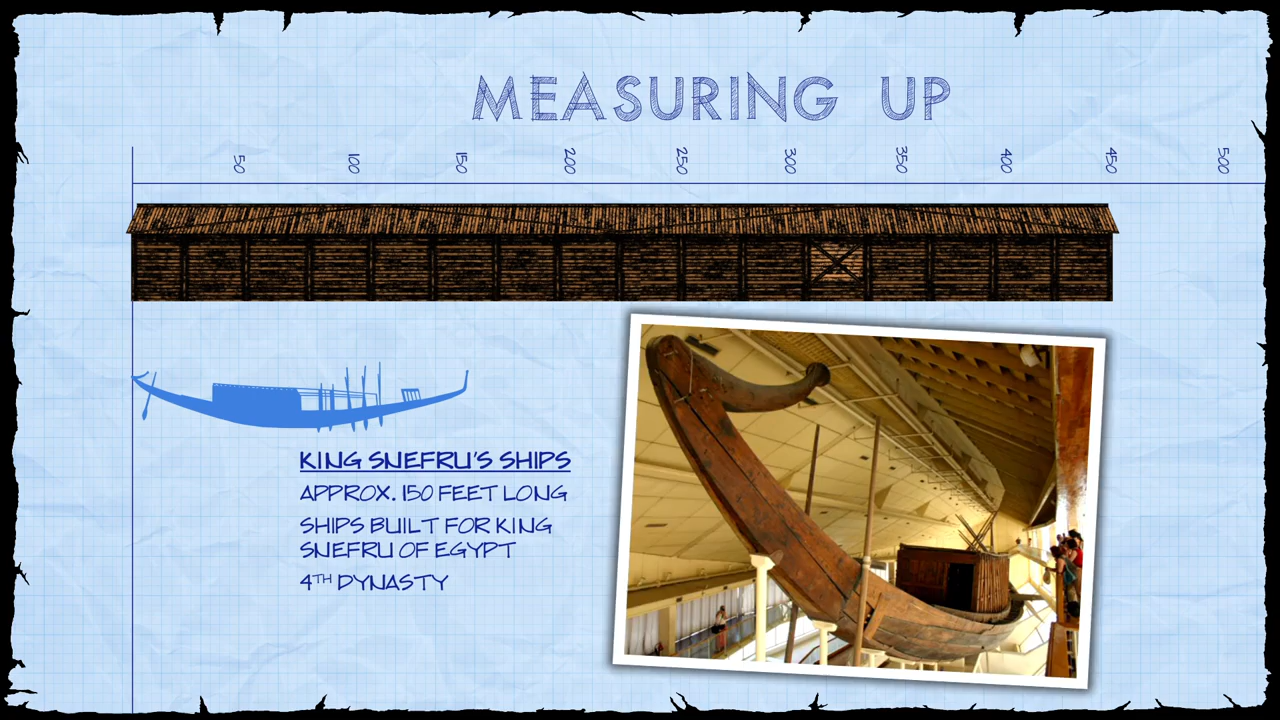 MEASURING UP
50 100 150 200 250 300 350 400 450 500
KING SNEFRU'S SHIPS
APPROX. 150 FEET LONG
SHIPS BUILT FOR KING
SNEFRU OF EGYPT
4TH DYNASTY